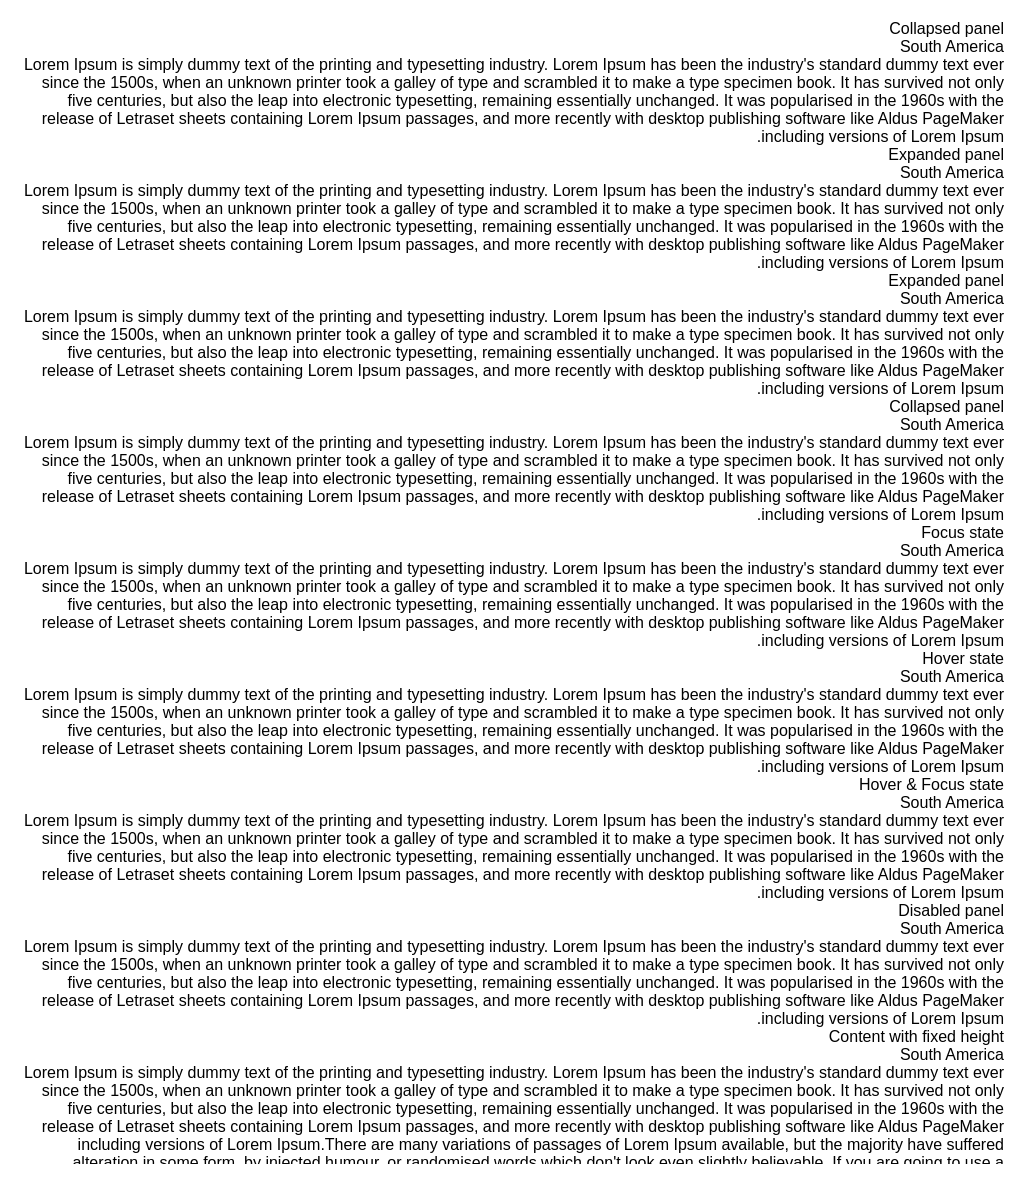 Collapsed panel
South America
Lorem Ipsum is simply dummy text of the printing and typesetting industry. Lorem Ipsum has been the industry's standard dummy text ever
since the 1500s, when an unknown printer took a galley of type and scrambled it to make a type specimen book. It has survived not only
five centuries, but also the leap into electronic typesetting, remaining essentially unchanged. It was popularised in the 1960s with the
release of Letraset sheets containing Lorem Ipsum passages, and more recently with desktop publishing software like Aldus PageMaker
.including versions of Lorem Ipsum
Expanded panel
South America
Lorem Ipsum is simply dummy text of the printing and typesetting industry. Lorem Ipsum has been the industry's standard dummy text ever
since the 1500s, when an unknown printer took a galley of type and scrambled it to make a type specimen book. It has survived not only
five centuries, but also the leap into electronic typesetting, remaining essentially unchanged. It was popularised in the 1960s with the
release of Letraset sheets containing Lorem Ipsum passages, and more recently with desktop publishing software like Aldus PageMaker
.including versions of Lorem Ipsum
Expanded panel
South America
Lorem Ipsum is simply dummy text of the printing and typesetting industry. Lorem Ipsum has been the industry's standard dummy text ever
since the 1500s, when an unknown printer took a galley of type and scrambled it to make a type specimen book. It has survived not only
five centuries, but also the leap into electronic typesetting, remaining essentially unchanged. It was popularised in the 1960s with the
release of Letraset sheets containing Lorem Ipsum passages, and more recently with desktop publishing software like Aldus PageMaker
.including versions of Lorem Ipsum
Collapsed panel
South America
Lorem Ipsum is simply dummy text of the printing and typesetting industry. Lorem Ipsum has been the industry's standard dummy text ever
since the 1500s, when an unknown printer took a galley of type and scrambled it to make a type specimen book. It has survived not only
five centuries, but also the leap into electronic typesetting, remaining essentially unchanged. It was popularised in the 1960s with the
release of Letraset sheets containing Lorem Ipsum passages, and more recently with desktop publishing software like Aldus PageMaker
.including versions of Lorem Ipsum
Focus state
South America
Lorem Ipsum is simply dummy text of the printing and typesetting industry. Lorem Ipsum has been the industry's standard dummy text ever
since the 1500s, when an unknown printer took a galley of type and scrambled it to make a type specimen book. It has survived not only
five centuries, but also the leap into electronic typesetting, remaining essentially unchanged. It was popularised in the 1960s with the
release of Letraset sheets containing Lorem Ipsum passages, and more recently with desktop publishing software like Aldus PageMaker
.including versions of Lorem Ipsum
Hover state
South America
Lorem Ipsum is simply dummy text of the printing and typesetting industry. Lorem Ipsum has been the industry's standard dummy text ever
since the 1500s, when an unknown printer took a galley of type and scrambled it to make a type specimen book. It has survived not only
five centuries, but also the leap into electronic typesetting, remaining essentially unchanged. It was popularised in the 1960s with the
release of Letraset sheets containing Lorem Ipsum passages, and more recently with desktop publishing software like Aldus PageMaker
.including versions of Lorem Ipsum
Hover & Focus state
South America
Lorem Ipsum is simply dummy text of the printing and typesetting industry. Lorem Ipsum has been the industry's standard dummy text ever
since the 1500s, when an unknown printer took a galley of type and scrambled it to make a type specimen book. It has survived not only
five centuries, but also the leap into electronic typesetting, remaining essentially unchanged. It was popularised in the 1960s with the
release of Letraset sheets containing Lorem Ipsum passages, and more recently with desktop publishing software like Aldus PageMaker
.including versions of Lorem Ipsum
Disabled panel
South America
Lorem Ipsum is simply dummy text of the printing and typesetting industry. Lorem Ipsum has been the industry's standard dummy text ever
since the 1500s, when an unknown printer took a galley of type and scrambled it to make a type specimen book. It has survived not only
five centuries, but also the leap into electronic typesetting, remaining essentially unchanged. It was popularised in the 1960s with the
release of Letraset sheets containing Lorem Ipsum passages, and more recently with desktop publishing software like Aldus PageMaker
.including versions of Lorem Ipsum
Content with fixed height
South America
Lorem Ipsum is simply dummy text of the printing and typesetting industry. Lorem Ipsum has been the industry's standard dummy text ever
since the 1500s, when an unknown printer took a galley of type and scrambled it to make a type specimen book. It has survived not only
five centuries, but also the leap into electronic typesetting, remaining essentially unchanged. It was popularised in the 1960s with the
release of Letraset sheets containing Lorem Ipsum passages, and more recently with desktop publishing software like Aldus PageMaker
including versions of Lorem Ipsum.There are many variations of passages of Lorem Ipsum available, but the majority have suffered
alteration in some form, by injected humour, or randomised words which don't look even slightly believable. If you are going to use a